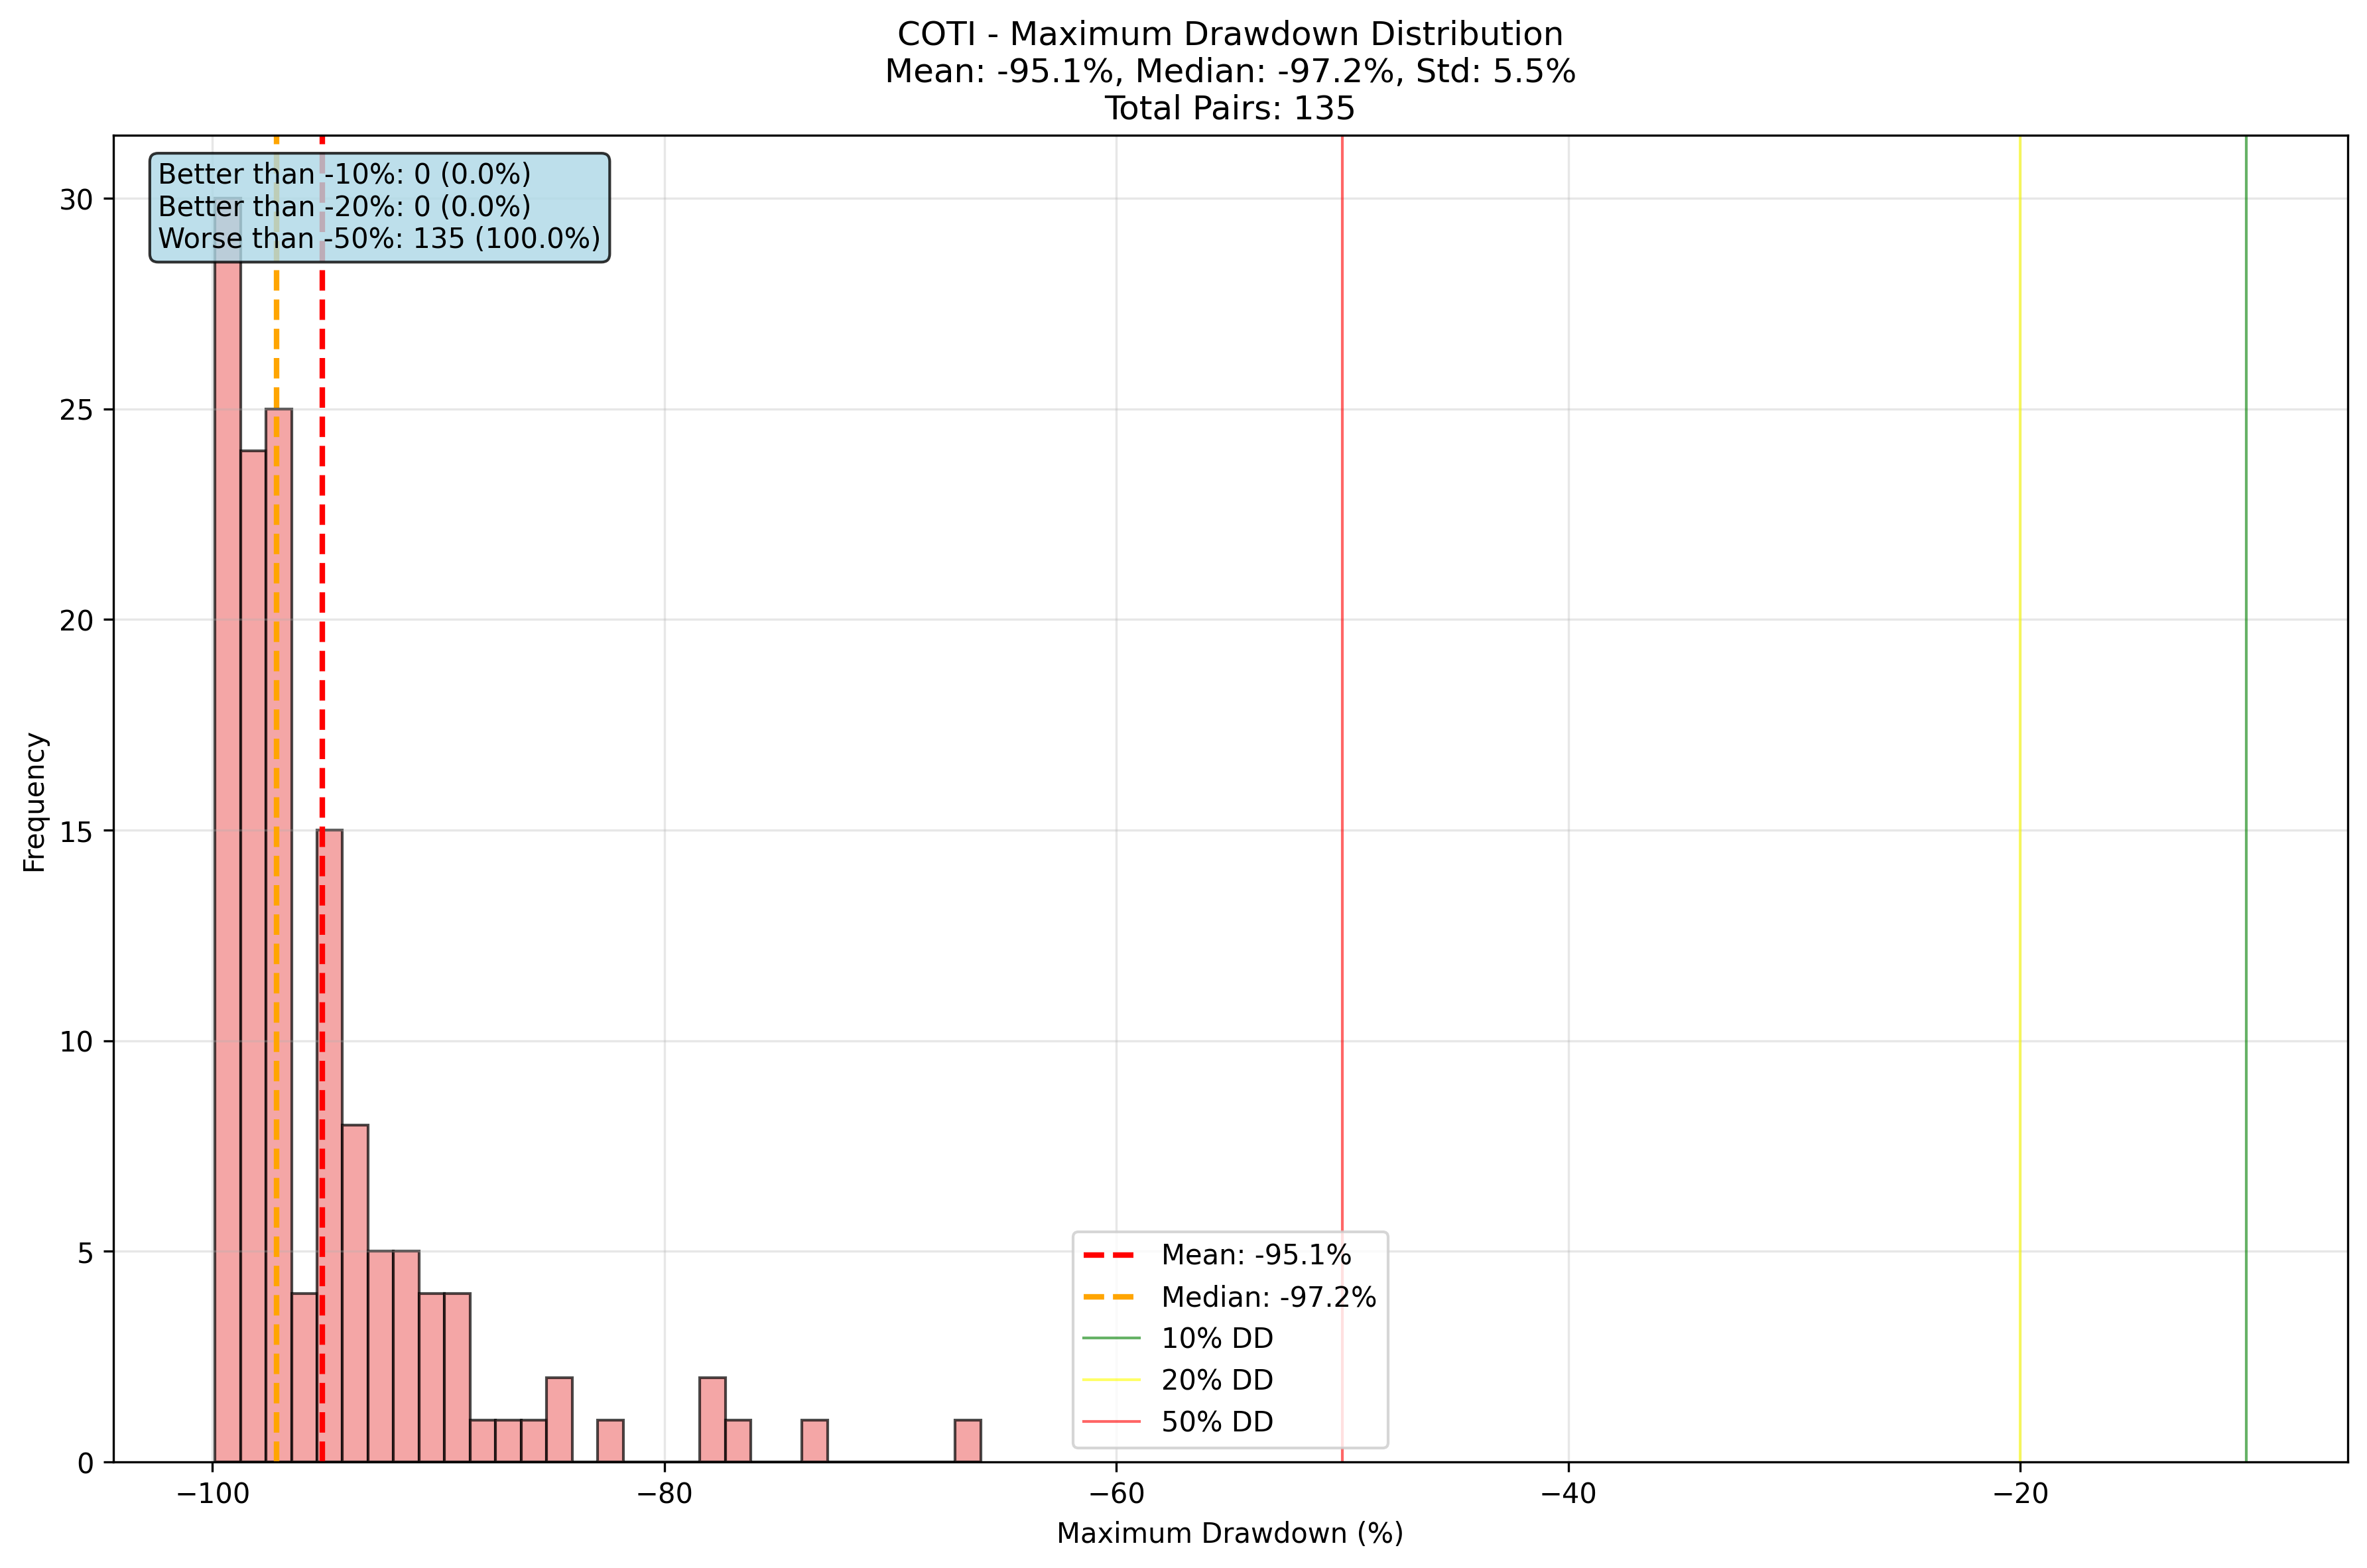 COTI - Maximum Drawdown Distribution
Mean: -95.1%, Median: -97.2%, Std: 5.5%
Total Pairs: 135
Better than -10%: 0 (0.0%)
Better than -20%: 0 (0.0%)
Worse than -50%: 135 (100.0%)
30
25
20
15
10
5
0
Frequency
Mean: -95.1%
Median: -97.2%
10% DD
20% DD
50% DD
−100
−80
−60
−40
−20
Maximum Drawdown (%)